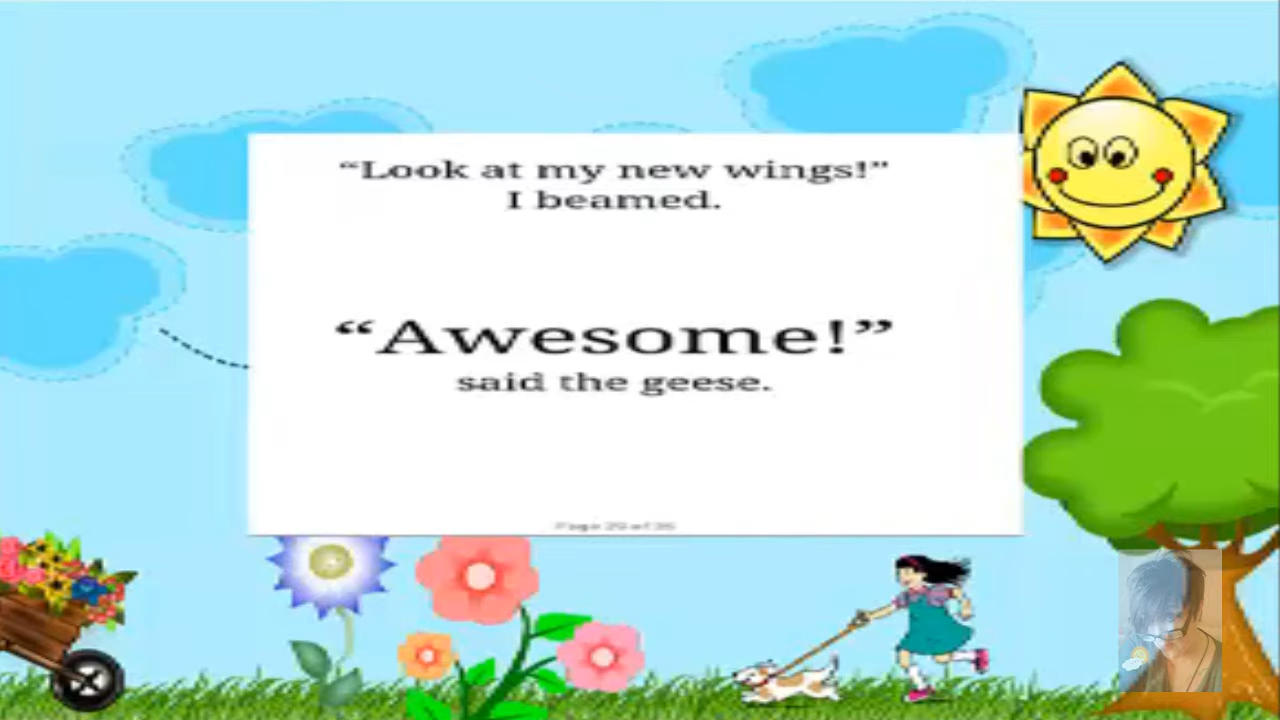 “Look at my new wings!”
I beamed.
“Awesome!”
said the geese.